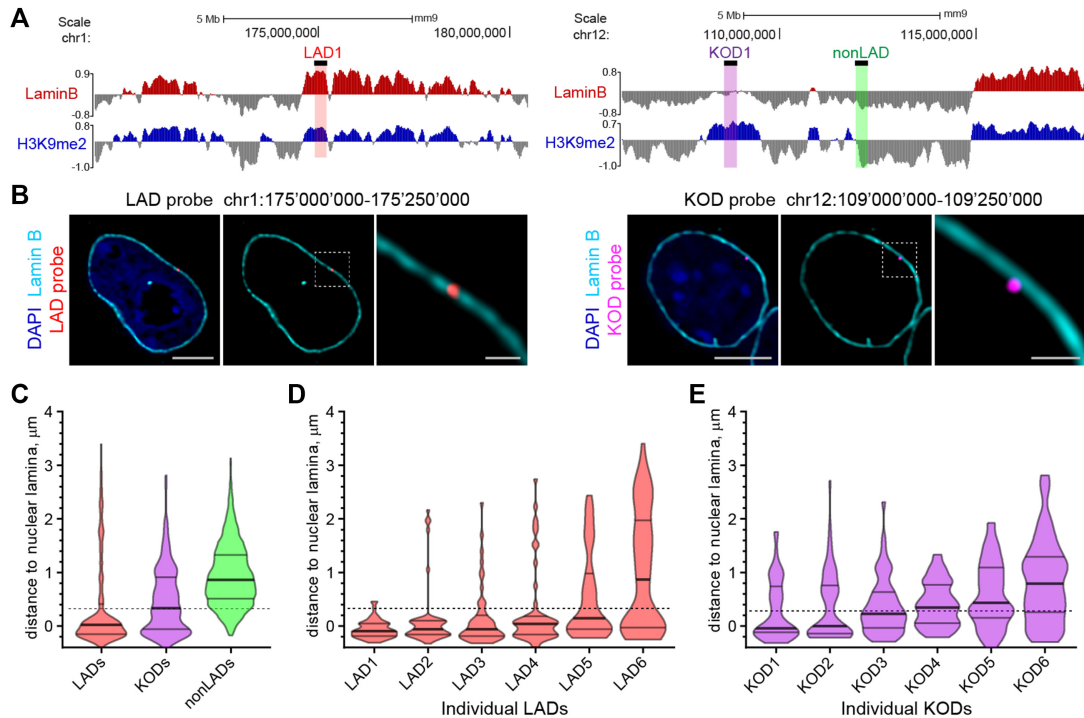 A
Scale
chr1:
5 Mb
mm9
175,000,000
180,000,000
LAD1
0.9
LaminB
-0.8
0.8
H3K9me2
-1.0
Scale
chr12:
5 Mb
mm9
110,000,000
115,000,000
KOD1
nonLAD
0.8
LaminB
-0.8
0.7
H3K9me2
-1.0
B
LAD probe chr1:175'000'000-175'250'000
DAPI Lamin B
LAD probe
KOD probe chr12:109'000'000-109'250'000
DAPI Lamin B
KOD probe
C
distance to nuclear lamina, μm
4
3
2
1
0
LADs
KODs
nonLADs
D
distance to nuclear lamina, μm
4
3
2
1
0
LAD1
LAD2
LAD3
LAD4
LAD5
LAD6
Individual LADs
E
distance to nuclear lamina, μm
4
3
2
1
0
KOD1
KOD2
KOD3
KOD4
KOD5
KOD6
Individual KODs